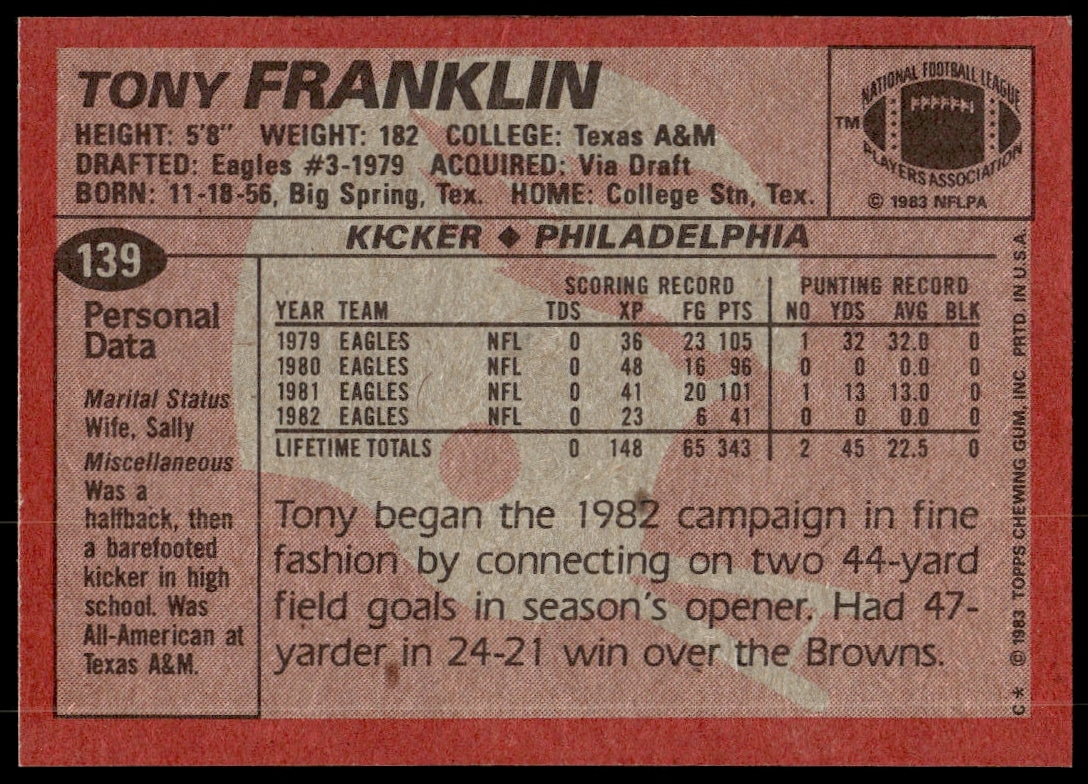 TONY FRANKLIN
HEIGHT: 5'8" WEIGHT: 182 COLLEGE: Texas A&M
DRAFTED: Eagles #3-1979 ACQUIRED: Via Draft
BORN: 11-18-56, Big Spring, Tex. HOME: College Stn, Tex.
NATIONAL FOOTBALL LEAGUE
TM
PLAYERS ASSOCIATION
© 1983 NFLPA
139
KICKER ◆ PHILADELPHIA
Personal
Data
Marital Status
Wife, Sally
Miscellaneous
Was a
halfback, then
a barefooted
kicker in high
school. Was
All-American at
Texas A&M.
SCORING RECORD PUNTING RECORD
YEAR TEAM TDS XP FG PTS NO YDS AVG BLK
1979 EAGLES NFL 0 36 23 105 1 32 32.0 0
1980 EAGLES NFL 0 48 16 96 0 0 0.0 0
1981 EAGLES NFL 0 41 20 101 1 13 13.0 0
1982 EAGLES NFL 0 23 6 41 0 0 0.0 0
LIFETIME TOTALS 0 148 65 343 2 45 22.5 0
Tony began the 1982 campaign in fine
fashion by connecting on two 44-yard
field goals in season's opener. Had 47-
yarder in 24-21 win over the Browns.
C* © 1983 TOPPS CHEWING GUM, INC. PRTD. IN U.S.A.